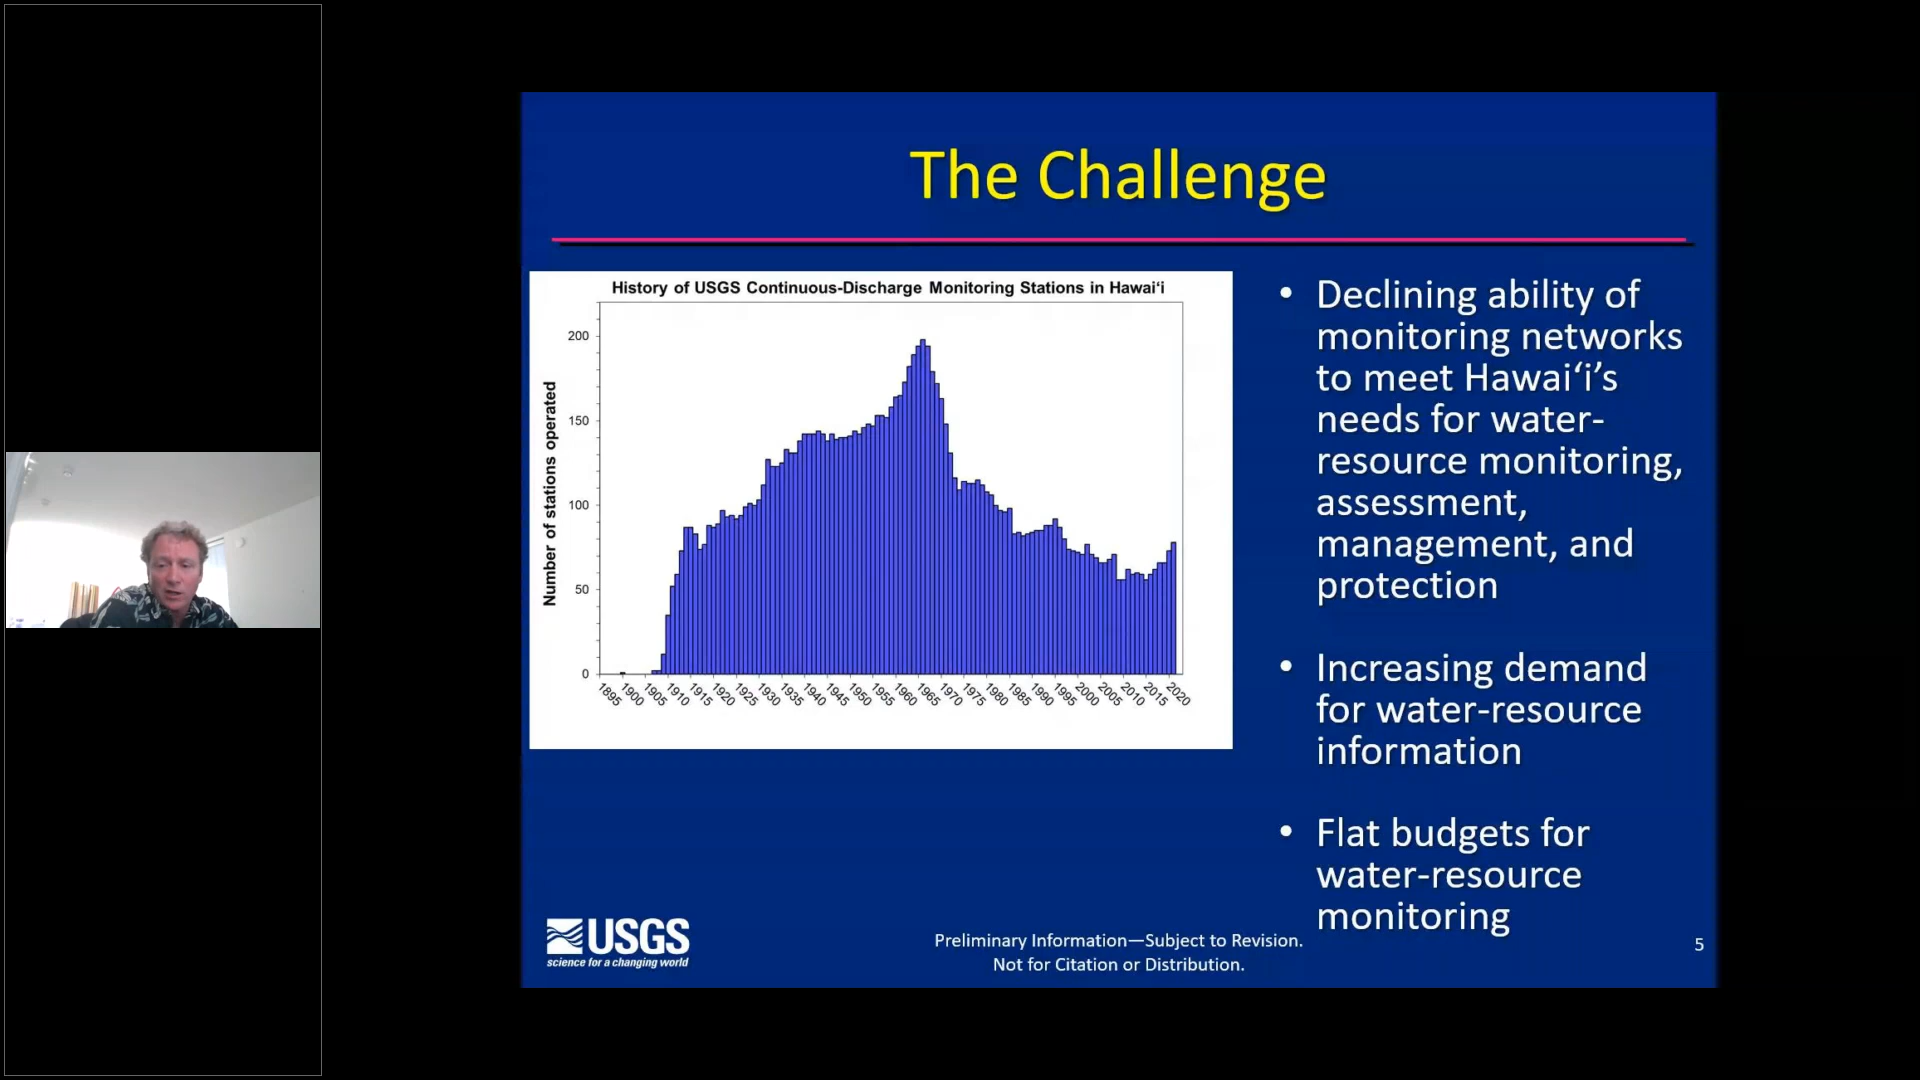 The Challenge
History of USGS Continuous-Discharge Monitoring Stations in Hawai‘i
Number of stations operated
200
150
100
50
0
1895
1900
1905
1910
1915
1920
1925
1930
1935
1940
1945
1950
1955
1960
1965
1970
1975
1980
1985
1990
1995
2000
2005
2010
2015
2020
• Declining ability of
monitoring networks
to meet Hawai‘i’s
needs for water-
resource monitoring,
assessment,
management, and
protection
• Increasing demand
for water-resource
information
• Flat budgets for
water-resource
monitoring
USGS
science for a changing world
Preliminary Information—Subject to Revision.
Not for Citation or Distribution.
5